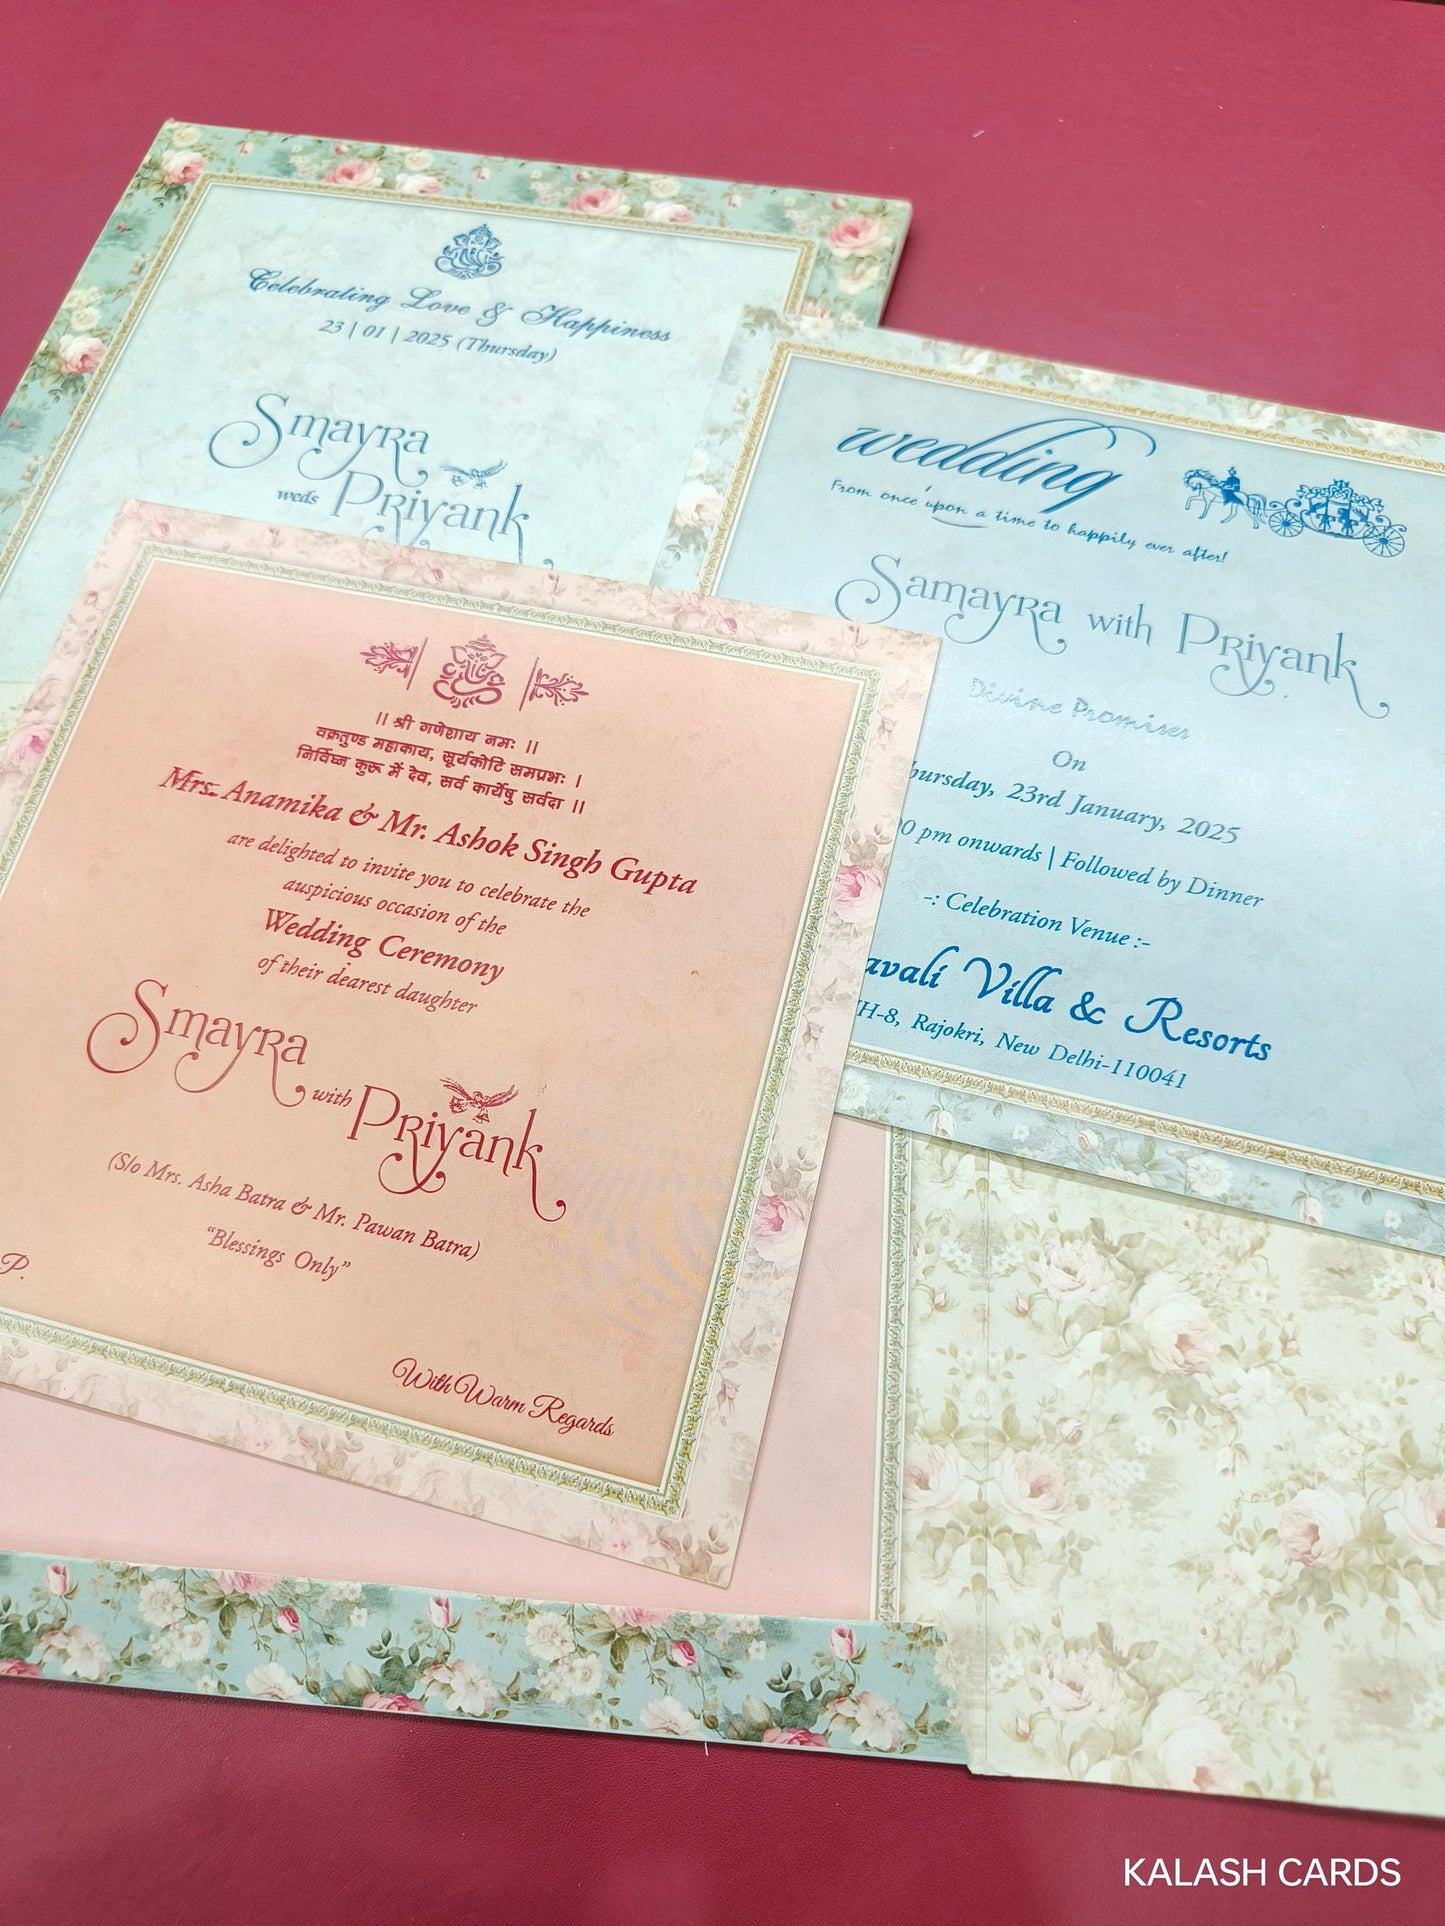 Celebrating Love & Happiness
23 | 01 | 2025 (Thursday)
Smayra
weds Priyank
wedding
From once upon a time to happily ever after!
Samayra with Priyank
Divine Promises
On
hursday, 23rd January, 2025
0 pm onwards | Followed by Dinner
-: Celebration Venue :-
avali Villa & Resorts
H-8, Rajokri, New Delhi-110041
।। श्री गणेशाय नमः ।।
वक्रतुण्ड महाकाय, सूर्यकोटि समप्रभः ।
निर्विघ्न कुरू में देव, सर्व कार्येषु सर्वदा ।।
Mrs. Anamika & Mr. Ashok Singh Gupta
are delighted to invite you to celebrate the
auspicious occasion of the
Wedding Ceremony
of their dearest daughter
Smayra
with Priyank
(S/o Mrs. Asha Batra & Mr. Pawan Batra)
“Blessings Only”
P.
With Warm Regards
KALASH CARDS